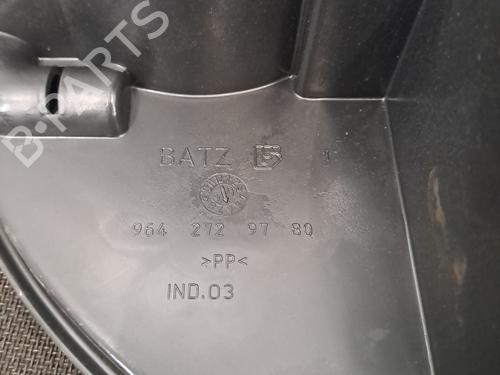 B-PARTS
BATZ
964 272 97 80
>PP<
IND.03